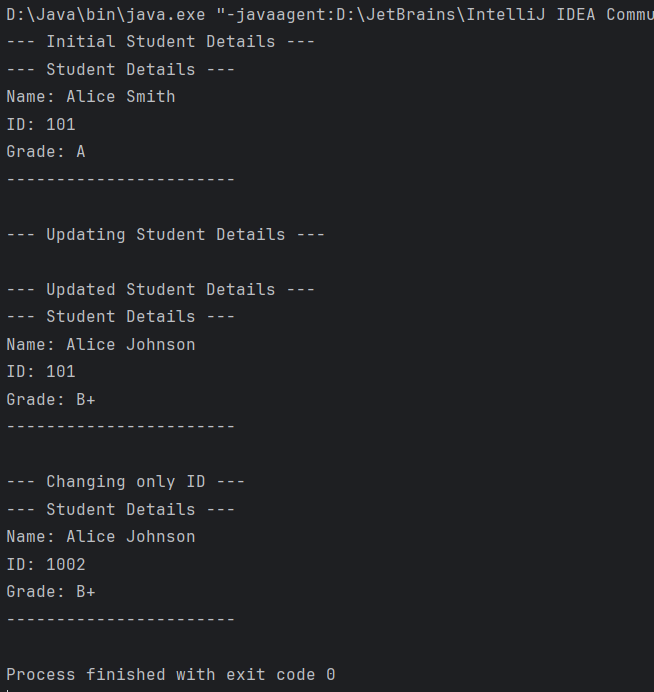 D:\Java\bin\java.exe "-javaagent:D:\JetBrains\IntelliJ IDEA Commu
--- Initial Student Details ---
--- Student Details ---
Name: Alice Smith
ID: 101
Grade: A
-----------------------
--- Updating Student Details ---
--- Updated Student Details ---
--- Student Details ---
Name: Alice Johnson
ID: 101
Grade: B+
-----------------------
--- Changing only ID ---
--- Student Details ---
Name: Alice Johnson
ID: 1002
Grade: B+
-----------------------
Process finished with exit code 0